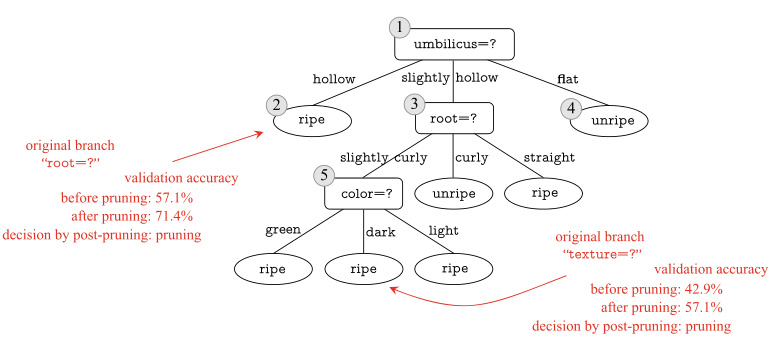 1
umbilicus=?
hollow
slightly hollow
flat
2
ripe
3
root=?
4
unripe
original branch
"root=?"
validation accuracy
before pruning: 57.1%
after pruning: 71.4%
decision by post-pruning: pruning
slightly curly
curly
straight
5
color=?
unripe
ripe
green
dark
light
ripe
ripe
ripe
original branch
"texture=?"
validation accuracy
before pruning: 42.9%
after pruning: 57.1%
decision by post-pruning: pruning